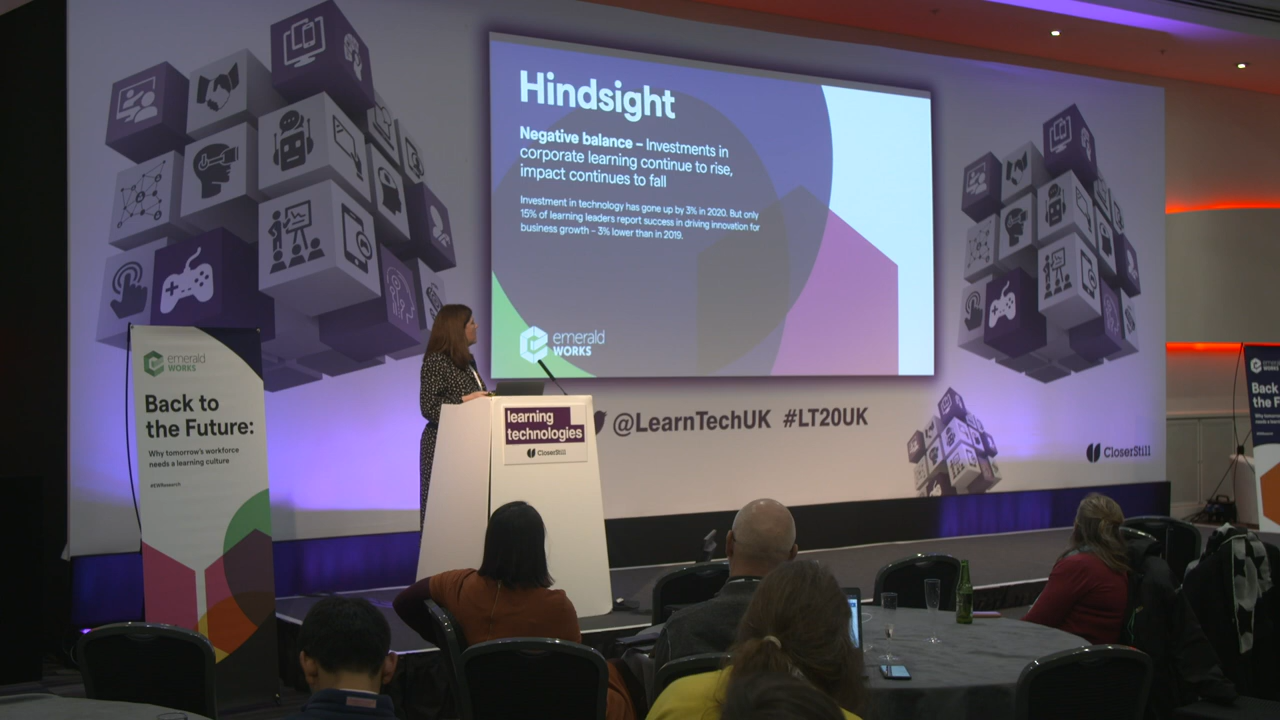 Hindsight
Negative balance – Investments in
corporate learning continue to rise,
impact continues to fall
Investment in technology has gone up by 3% in 2020. But only
15% of learning leaders report success in driving innovation for
business growth – 3% lower than in 2019.
emerald
WORKS
emerald
WORKS
Back to
the Future:
Why tomorrow's workforce
needs a learning culture
#EWResearch
learning
technologies
CloserStill
@LearnTechUK #LT20UK
CloserStill
emerald
WORKS
Back
the F